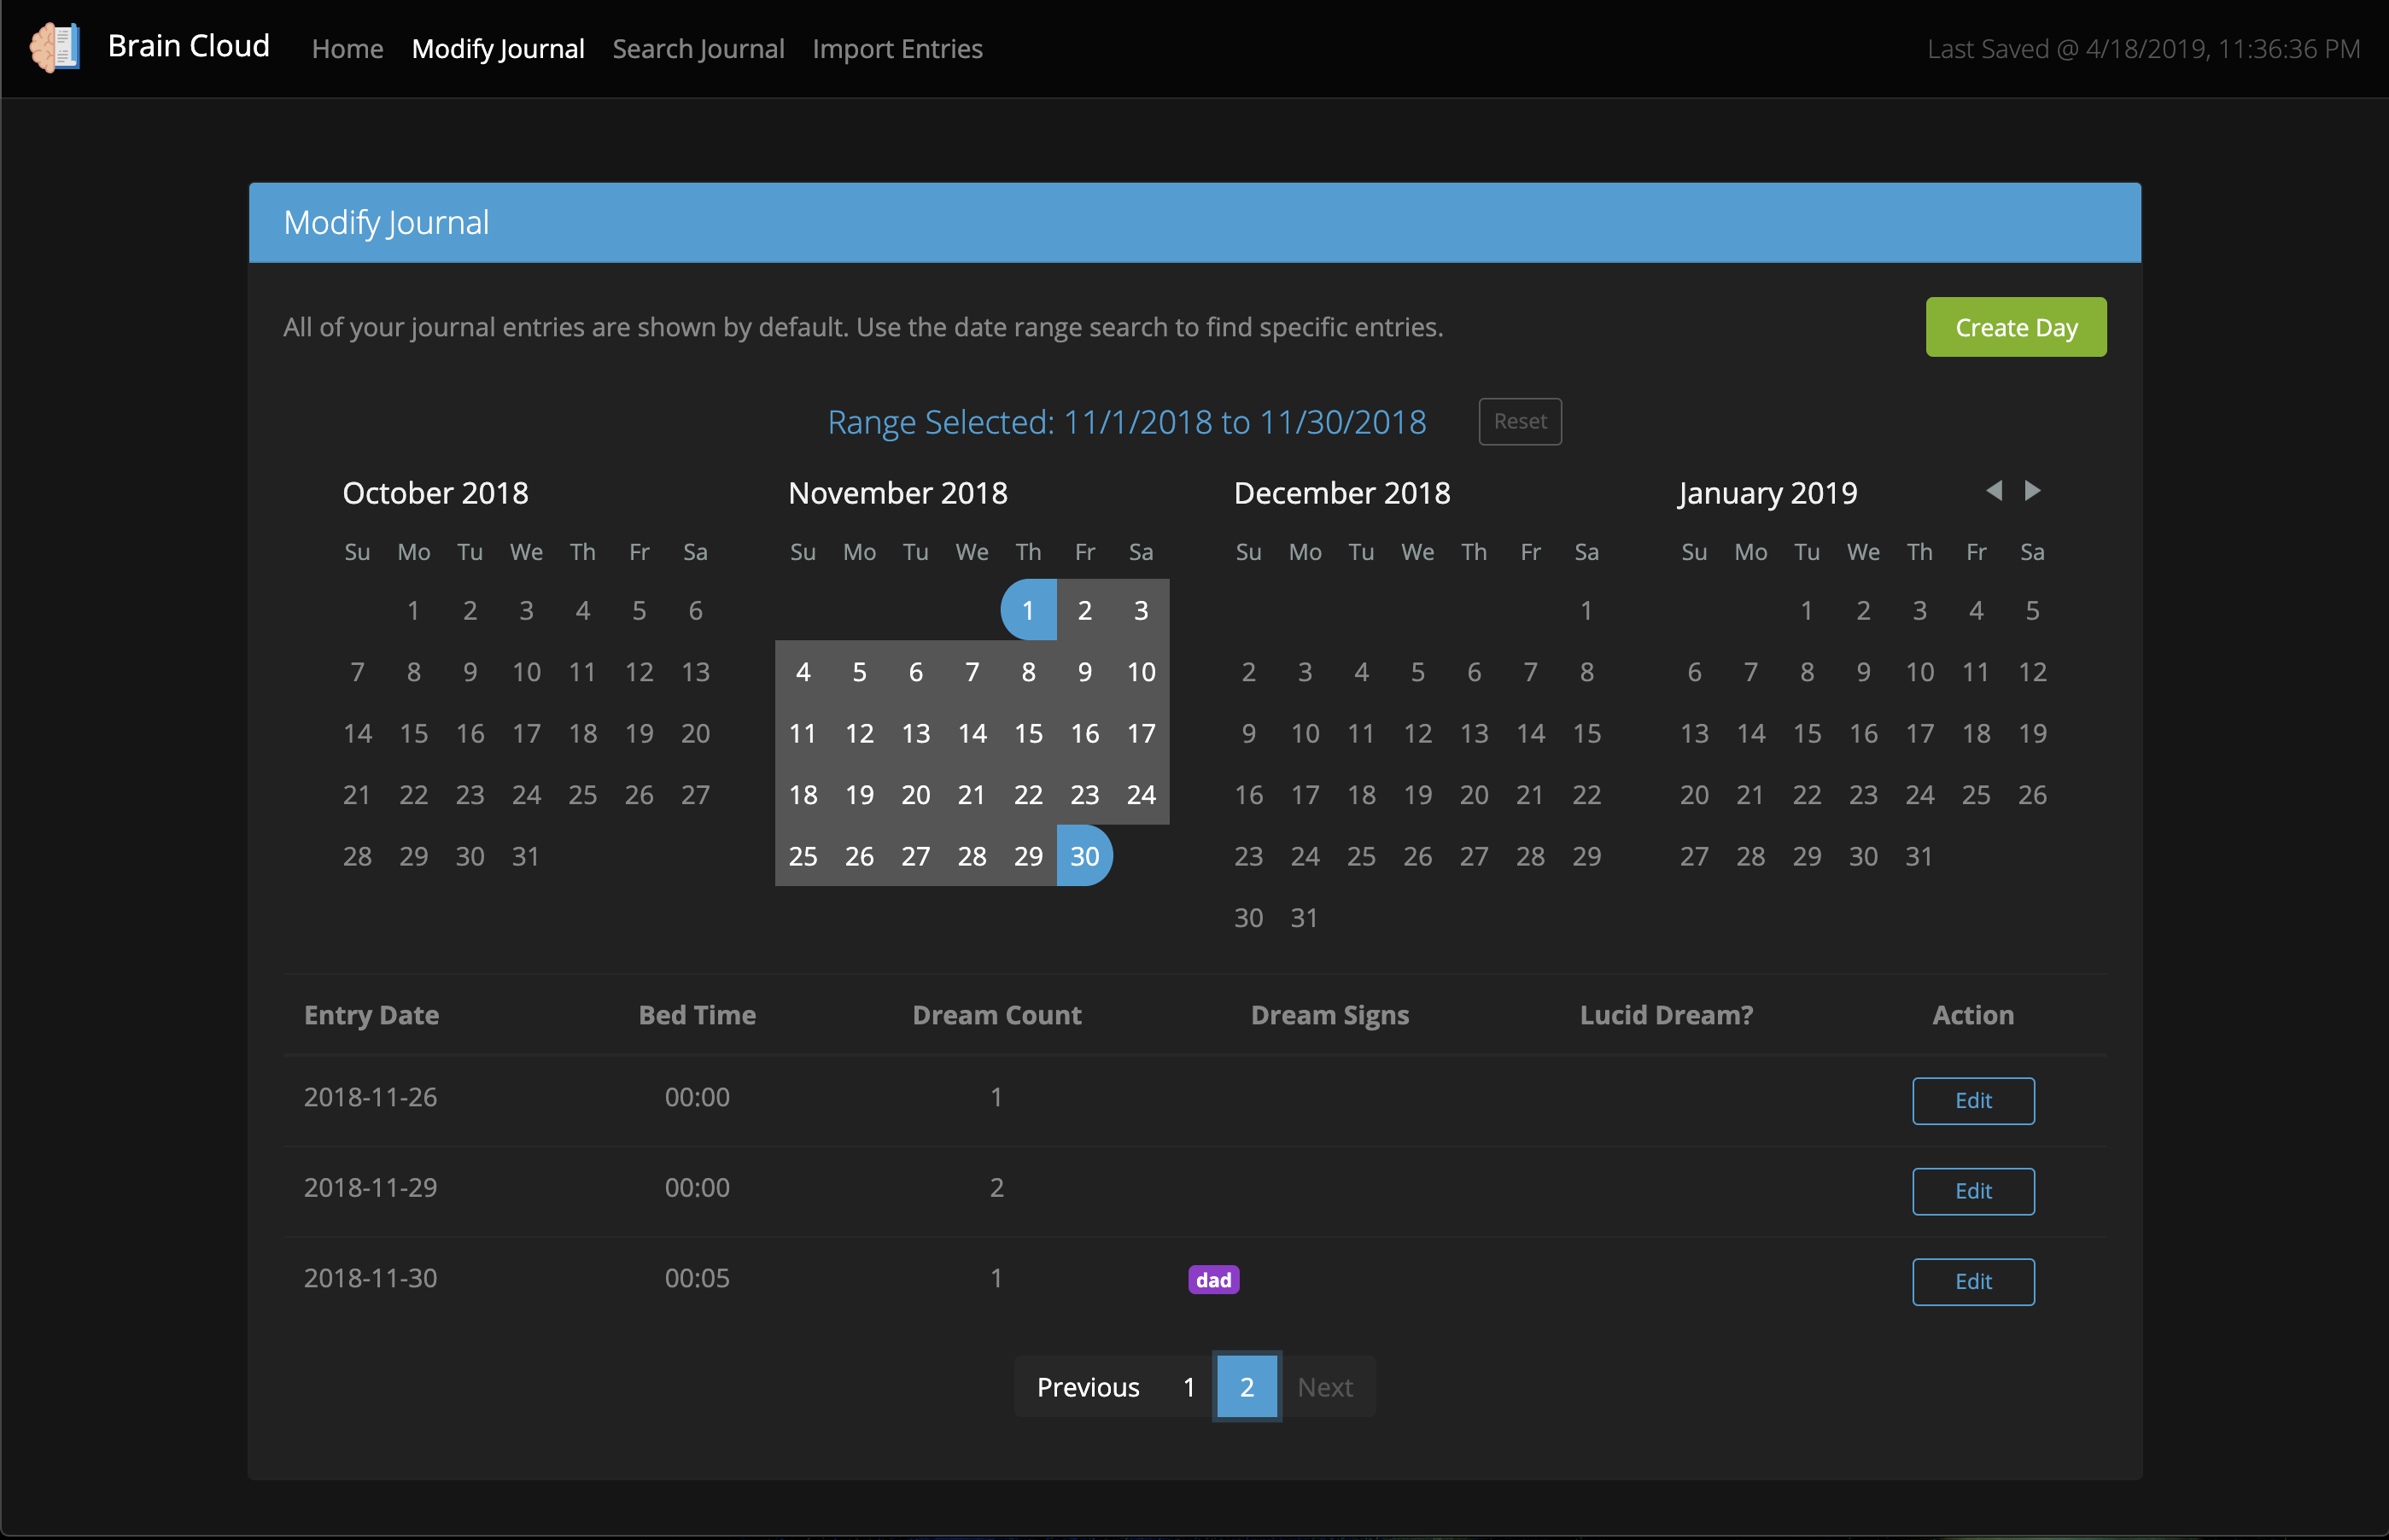 Brain Cloud Home Modify Journal Search Journal Import Entries Last Saved @ 4/18/2019, 11:36:36 PM
Modify Journal
All of your journal entries are shown by default. Use the date range search to find specific entries. Create Day
Range Selected: 11/1/2018 to 11/30/2018 Reset
October 2018
Su Mo Tu We Th Fr Sa
1 2 3 4 5 6
7 8 9 10 11 12 13
14 15 16 17 18 19 20
21 22 23 24 25 26 27
28 29 30 31
November 2018
Su Mo Tu We Th Fr Sa
1 2 3
4 5 6 7 8 9 10
11 12 13 14 15 16 17
18 19 20 21 22 23 24
25 26 27 28 29 30
December 2018
Su Mo Tu We Th Fr Sa
1
2 3 4 5 6 7 8
9 10 11 12 13 14 15
16 17 18 19 20 21 22
23 24 25 26 27 28 29
30 31
January 2019
Su Mo Tu We Th Fr Sa
1 2 3 4 5
6 7 8 9 10 11 12
13 14 15 16 17 18 19
20 21 22 23 24 25 26
27 28 29 30 31
Entry Date Bed Time Dream Count Dream Signs Lucid Dream? Action
2018-11-26 00:00 1 Edit
2018-11-29 00:00 2 Edit
2018-11-30 00:05 1 dad Edit
Previous 1 2 Next